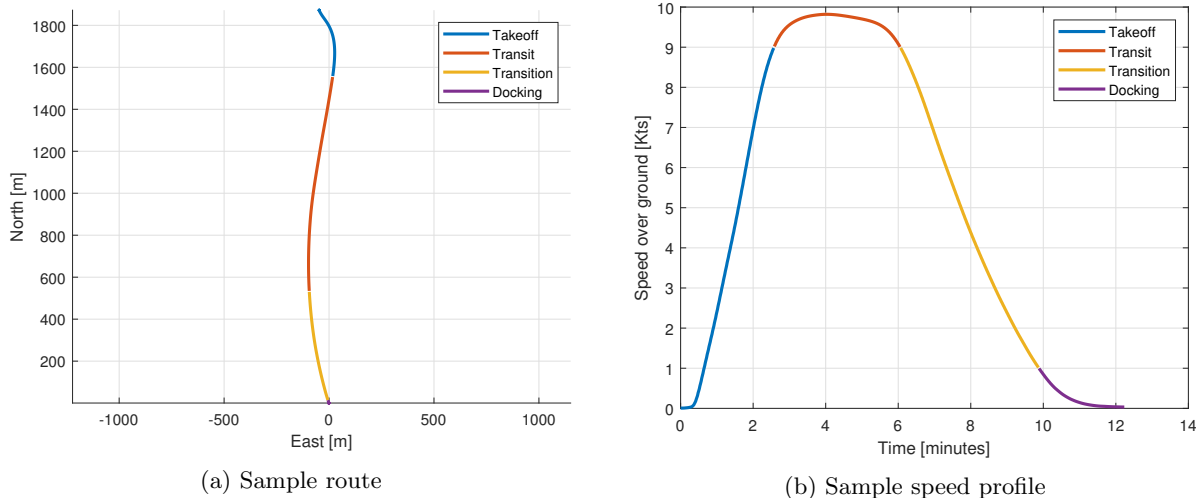 1800
1600
1400
1200
1000
800
600
400
200
North [m]
-1000
-500
0
500
1000
East [m]
Takeoff
Transit
Transition
Docking
(a) Sample route
10
9
8
7
6
5
4
3
2
1
0
Speed over ground [Kts]
0
2
4
6
8
10
12
14
Time [minutes]
Takeoff
Transit
Transition
Docking
(b) Sample speed profile